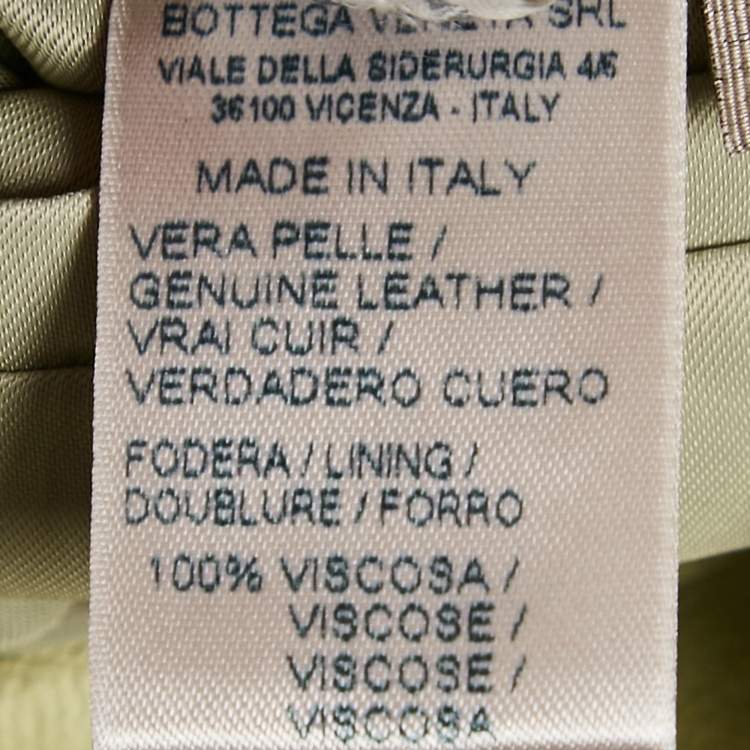 BOTTEGA VENETA SRL
VIALE DELLA SIDERURGIA 4/6
36100 VICENZA - ITALY
MADE IN ITALY
VERA PELLE /
GENUINE LEATHER /
VRAI CUIR /
VERDADERO CUERO
FODERA / LINING /
DOUBLURE / FORRO
100% VISCOSA /
VISCOSE /
VISCOSE /
VISCOSA